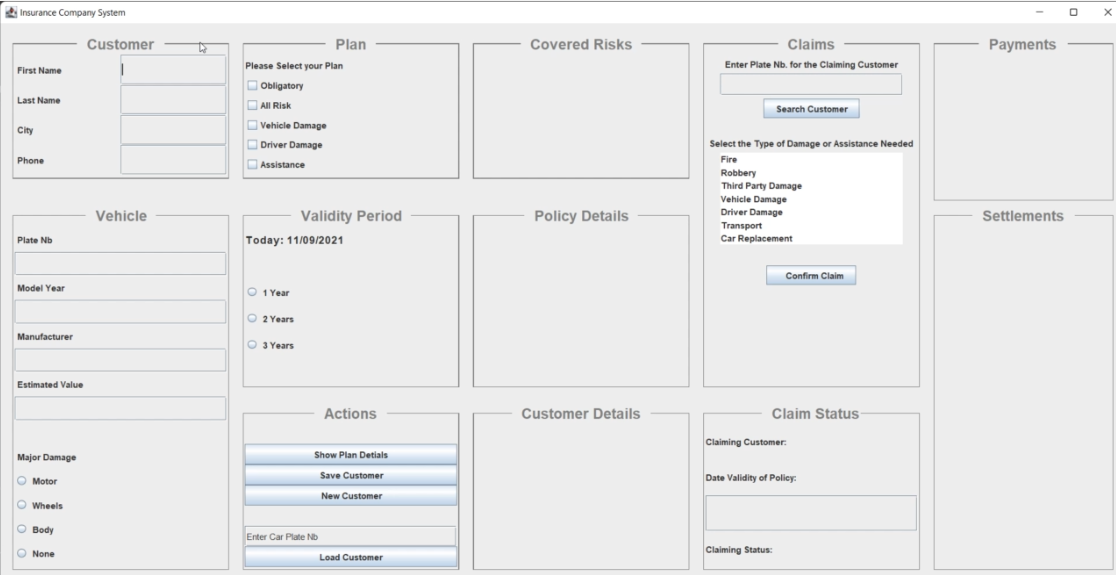 Insurance Company System
Customer
First Name
Last Name
City
Phone
Plan
Please Select your Plan
Obligatory
All Risk
Vehicle Damage
Driver Damage
Assistance
Covered Risks
Claims
Enter Plate Nb. for the Claiming Customer
Search Customer
Select the Type of Damage or Assistance Needed
Fire
Robbery
Third Party Damage
Vehicle Damage
Driver Damage
Transport
Car Replacement
Confirm Claim
Payments
Vehicle
Plate Nb
Model Year
Manufacturer
Estimated Value
Major Damage
Motor
Wheels
Body
None
Validity Period
Today: 11/09/2021
1 Year
2 Years
3 Years
Policy Details
Settlements
Actions
Show Plan Detials
Save Customer
New Customer
Enter Car Plate Nb
Load Customer
Customer Details
Claim Status
Claiming Customer:
Date Validity of Policy:
Claiming Status: